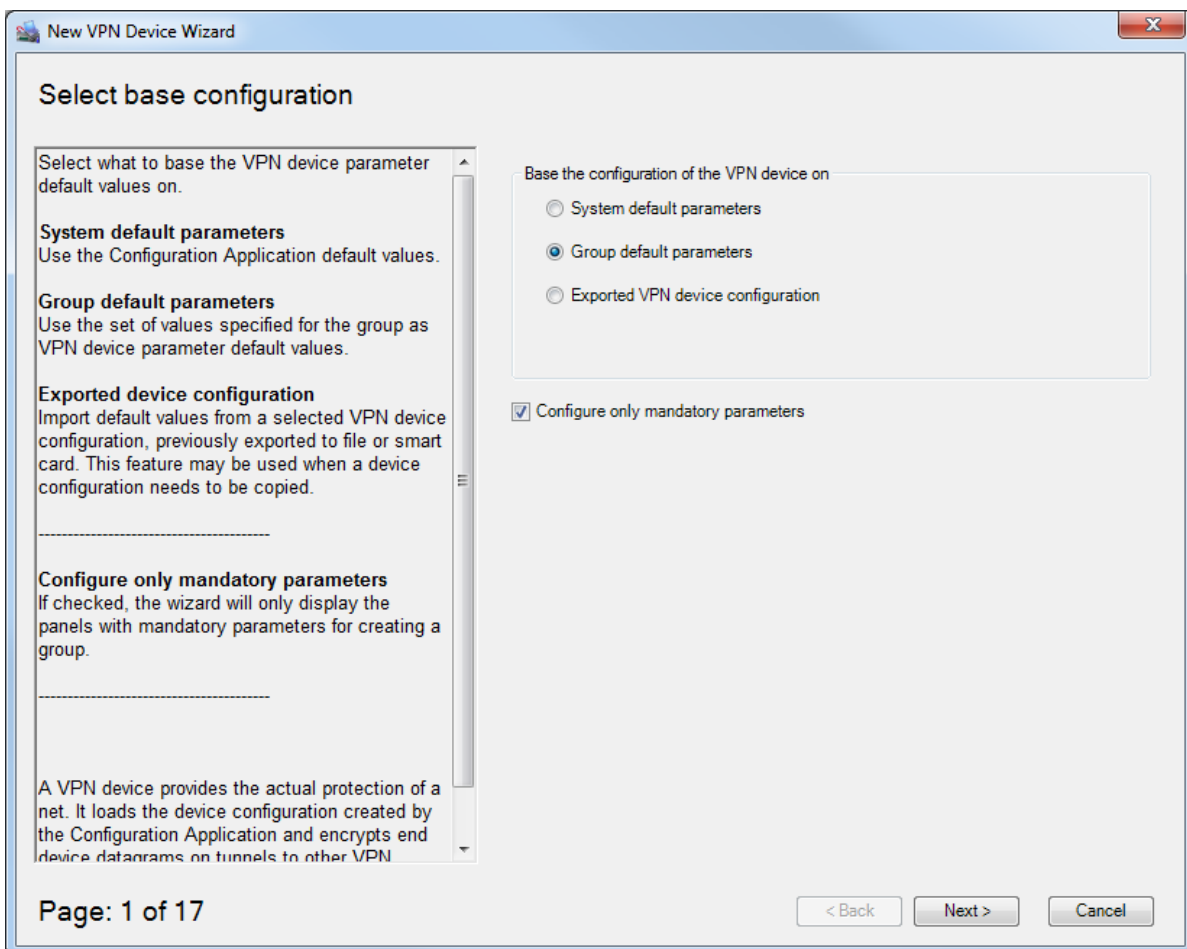 New VPN Device Wizard
X
Select base configuration
Select what to base the VPN device parameter
default values on.
System default parameters
Use the Configuration Application default values.
Group default parameters
Use the set of values specified for the group as
VPN device parameter default values.
Exported device configuration
Import default values from a selected VPN device
configuration, previously exported to file or smart
card. This feature may be used when a device
configuration needs to be copied.
----------------------------------------
Configure only mandatory parameters
If checked, the wizard will only display the
panels with mandatory parameters for creating a
group.
----------------------------------------
A VPN device provides the actual protection of a
net. It loads the device configuration created by
the Configuration Application and encrypts end
device datagrams on tunnels to other VPN
Base the configuration of the VPN device on
System default parameters
Group default parameters
Exported VPN device configuration
Configure only mandatory parameters
Page: 1 of 17
< Back
Next >
Cancel